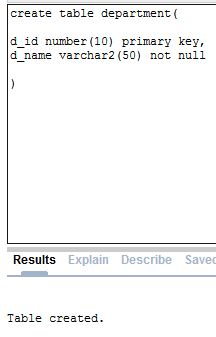 create table department(
d_id number(10) primary key,
d_name varchar2(50) not null
)
Results Explain Describe Saved
Table created.